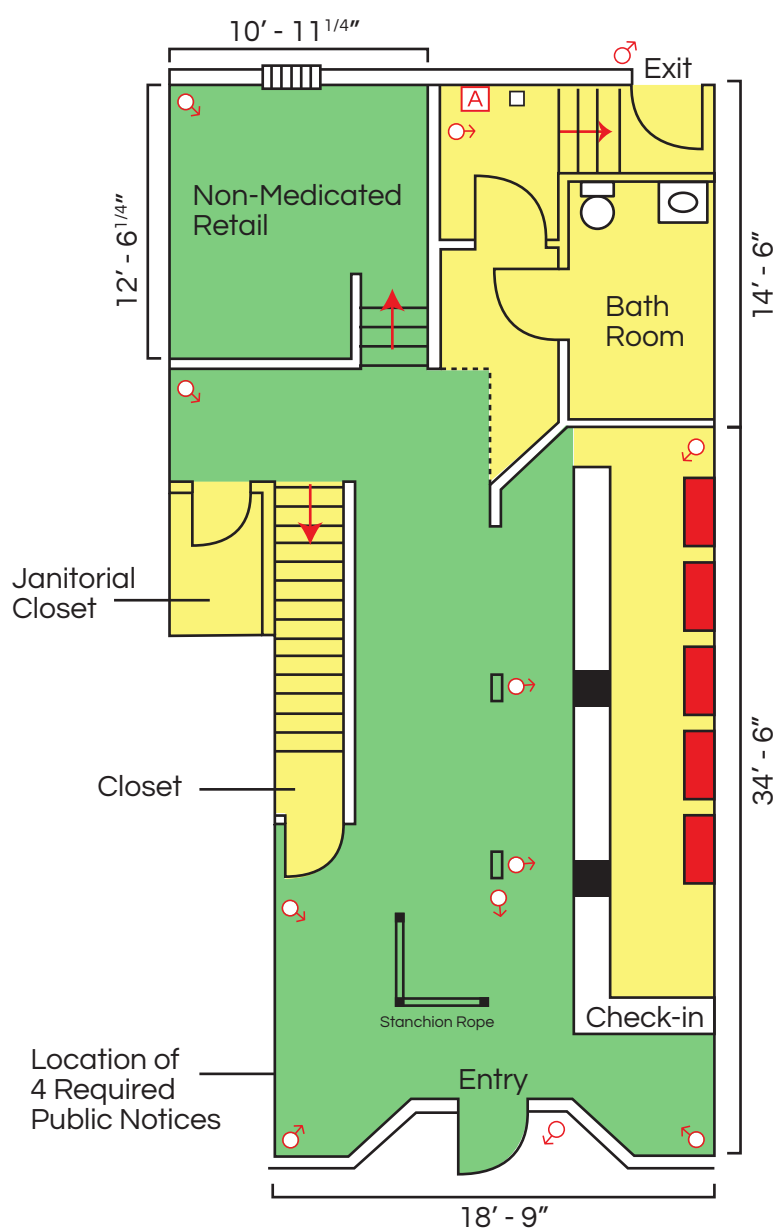 10’ - 11 1/4”
Exit
A
Non-Medicated
Retail
12’ - 6 1/4”
14’ - 6”
Bath
Room
Janitorial
Closet
Closet
34’ - 6”
Stanchion Rope
Check-in
Location of
4 Required
Public Notices
Entry
18’ - 9”